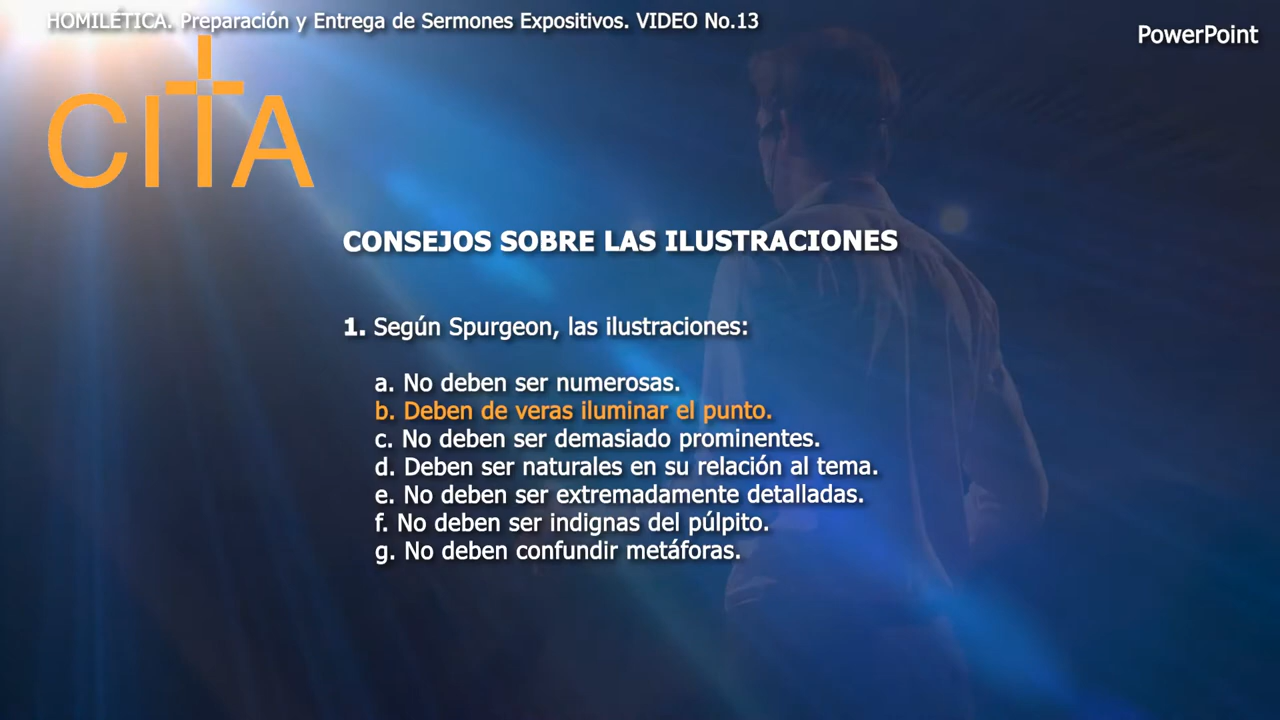 HOMILÉTICA. Preparación y Entrega de Sermones Expositivos. VIDEO No.13
PowerPoint
CITA
CONSEJOS SOBRE LAS ILUSTRACIONES
1. Según Spurgeon, las ilustraciones:
a. No deben ser numerosas.
b. Deben de veras iluminar el punto.
c. No deben ser demasiado prominentes.
d. Deben ser naturales en su relación al tema.
e. No deben ser extremadamente detalladas.
f. No deben ser indignas del púlpito.
g. No deben confundir metáforas.